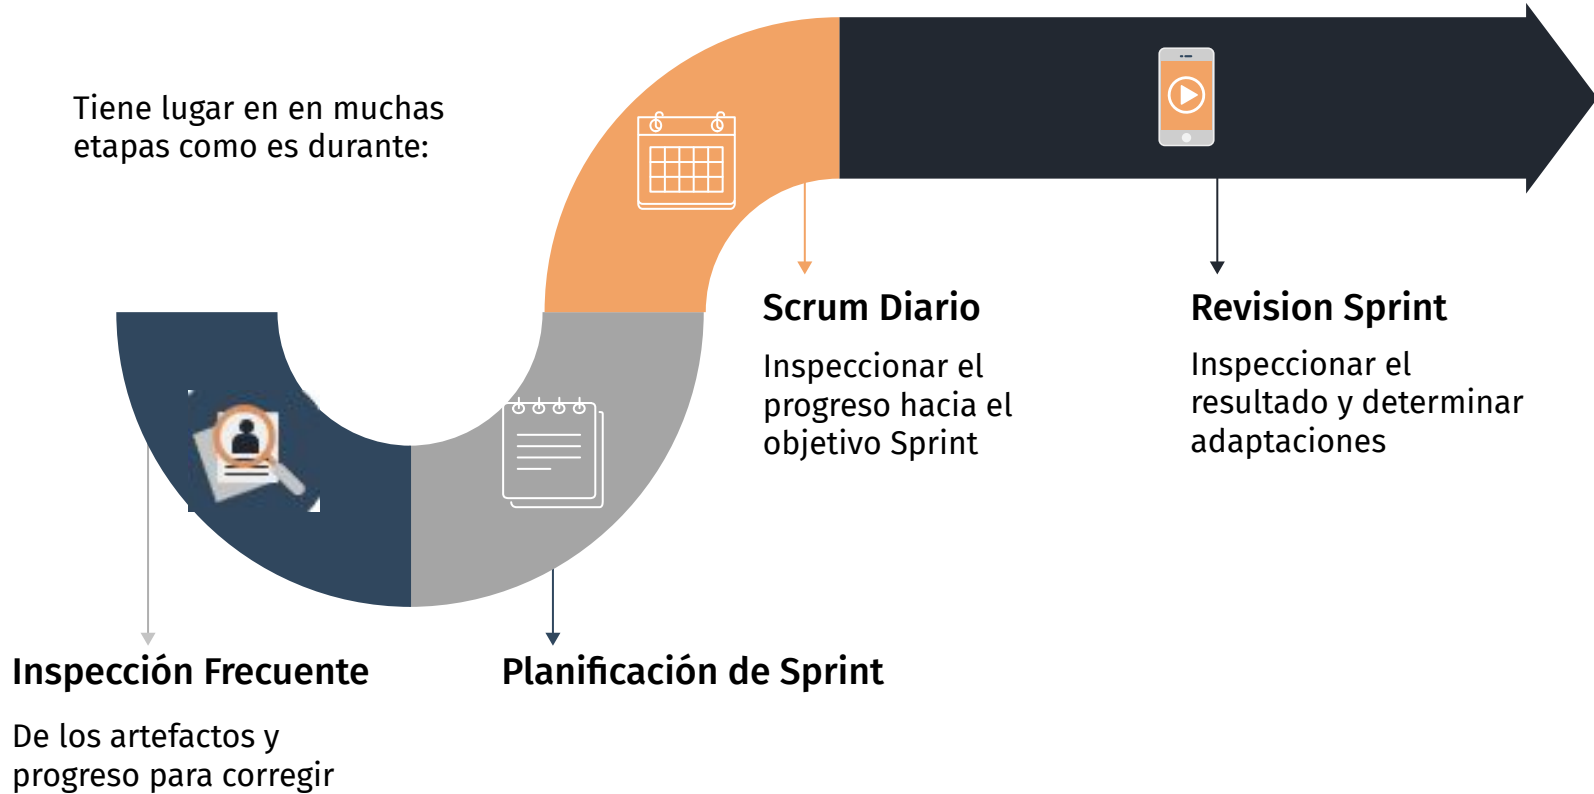 Tiene lugar en en muchas
etapas como es durante:
Scrum Diario
Inspeccionar el
progreso hacia el
objetivo Sprint
Revision Sprint
Inspeccionar el
resultado y determinar
adaptaciones
Inspección Frecuente
De los artefactos y
progreso para corregir
Planificación de Sprint